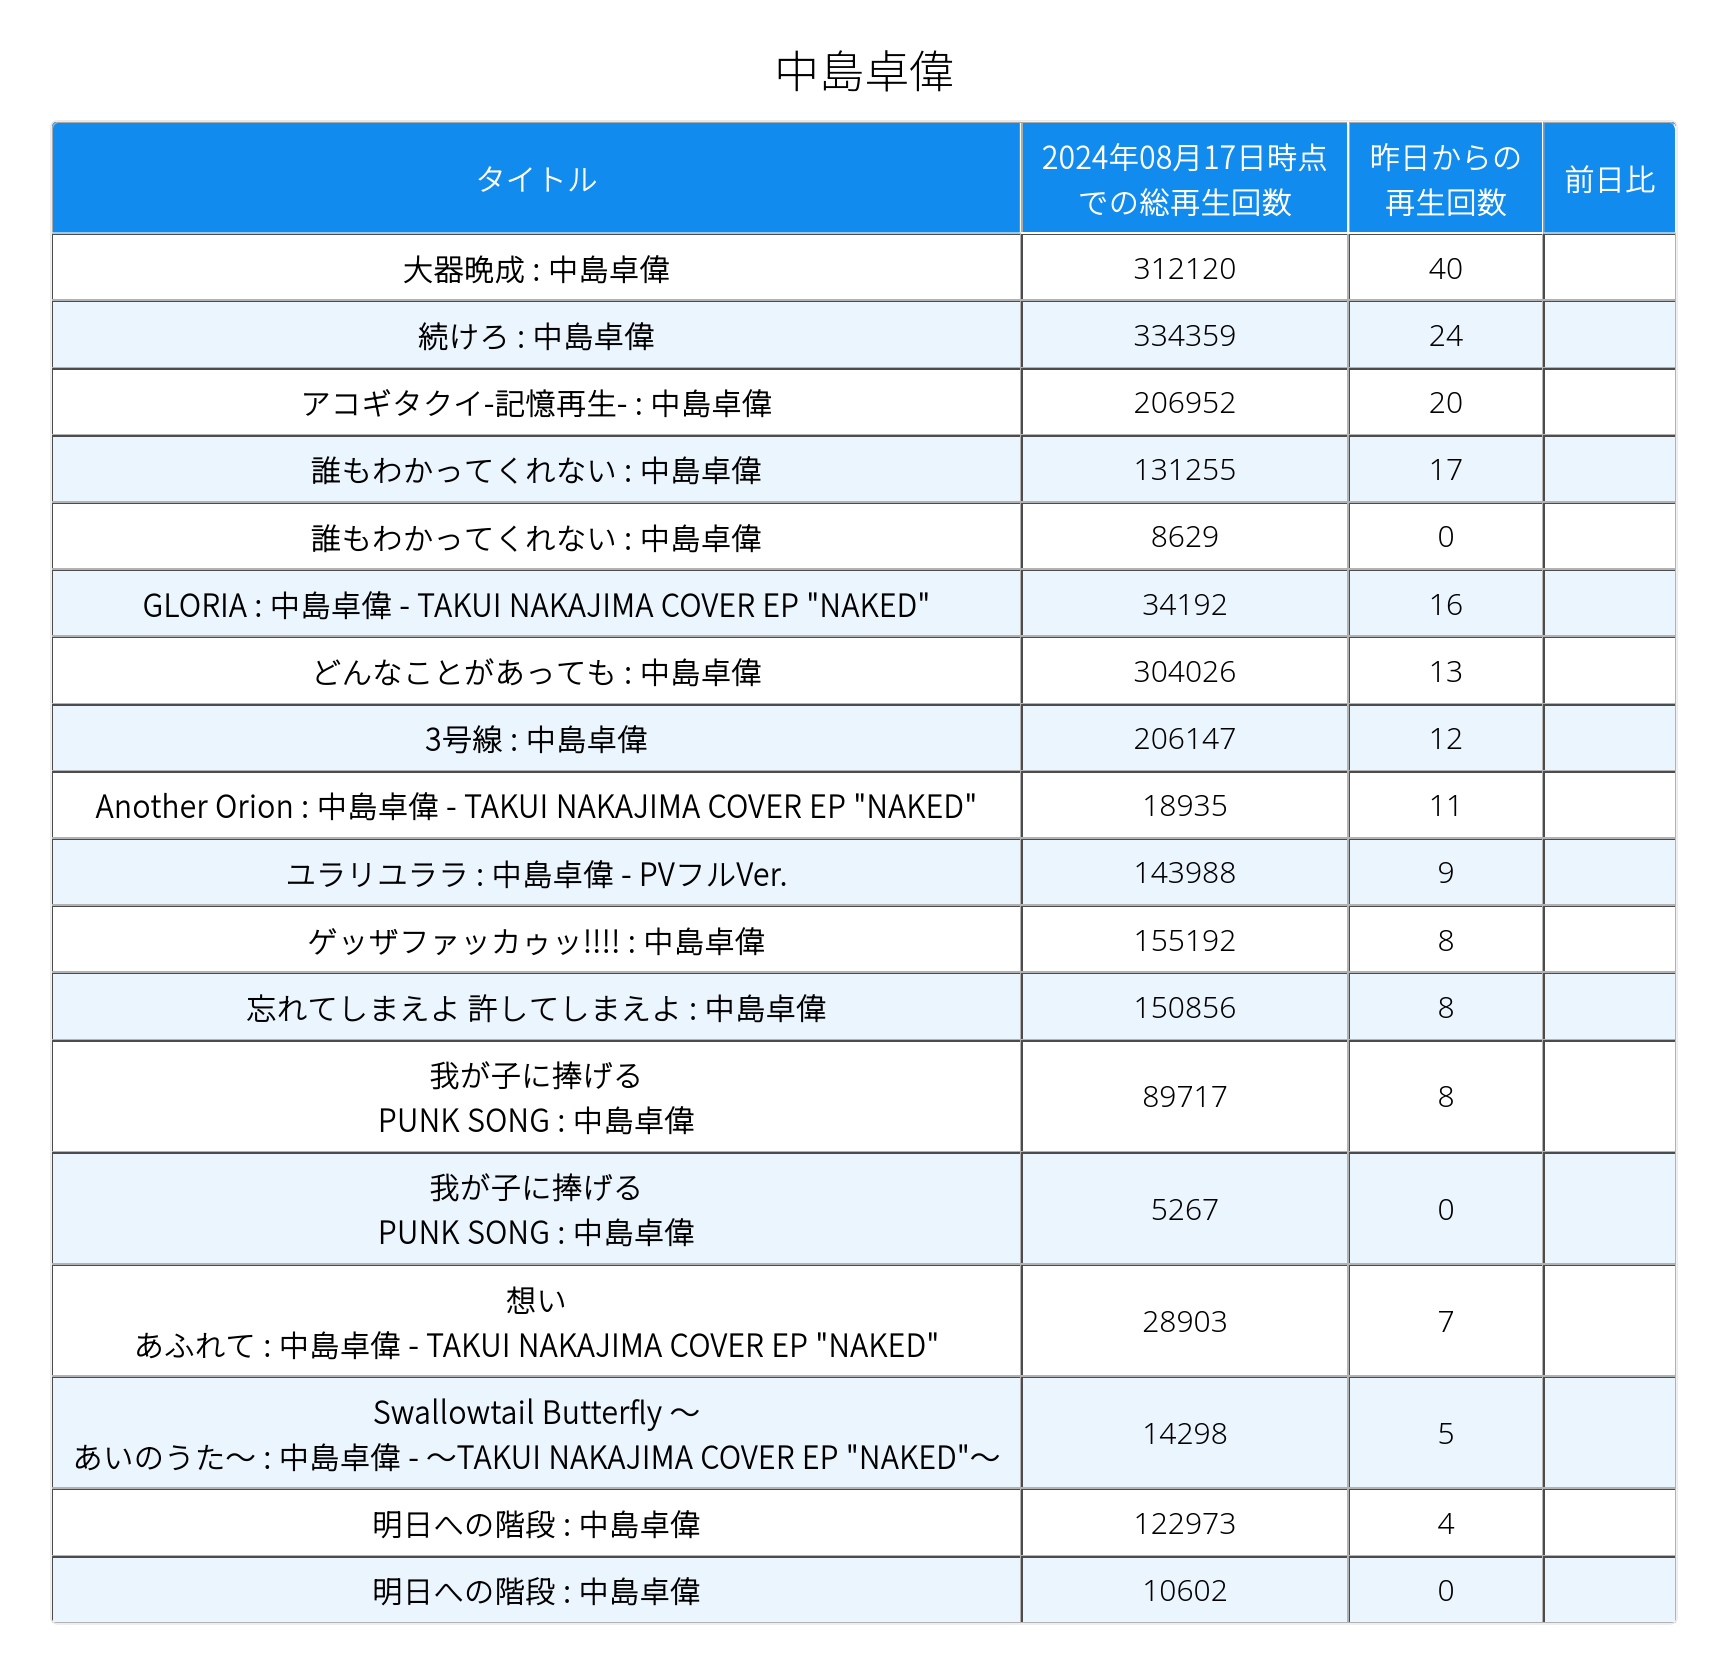 中島卓偉
タイトル
2024年08月17日時点
での総再生回数
昨日からの
再生回数
前日比
大器晩成 : 中島卓偉 312120 40
続けろ : 中島卓偉 334359 24
アコギタクイ-記憶再生- : 中島卓偉 206952 20
誰もわかってくれない : 中島卓偉 131255 17
誰もわかってくれない : 中島卓偉 8629 0
GLORIA : 中島卓偉 - TAKUI NAKAJIMA COVER EP "NAKED" 34192 16
どんなことがあっても : 中島卓偉 304026 13
3号線 : 中島卓偉 206147 12
Another Orion : 中島卓偉 - TAKUI NAKAJIMA COVER EP "NAKED" 18935 11
ユラリユララ : 中島卓偉 - PVフルVer. 143988 9
ゲッザファッカゥッ!!!! : 中島卓偉 155192 8
忘れてしまえよ 許してしまえよ : 中島卓偉 150856 8
我が子に捧げる
PUNK SONG : 中島卓偉 89717 8
我が子に捧げる
PUNK SONG : 中島卓偉 5267 0
想い
あふれて : 中島卓偉 - TAKUI NAKAJIMA COVER EP "NAKED" 28903 7
Swallowtail Butterfly ～
あいのうた～ : 中島卓偉 - ～TAKUI NAKAJIMA COVER EP "NAKED"～ 14298 5
明日への階段 : 中島卓偉 122973 4
明日への階段 : 中島卓偉 10602 0